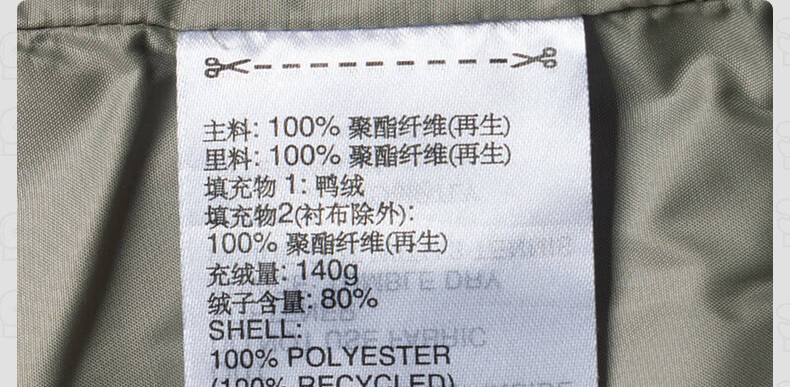 主料: 100% 聚酯纤维(再生)
里料: 100% 聚酯纤维(再生)
填充物 1: 鸭绒
填充物2(衬布除外):
100% 聚酯纤维(再生)
充绒量: 140g
绒子含量: 80%
SHELL:
100% POLYESTER
(100% RECYCLED)